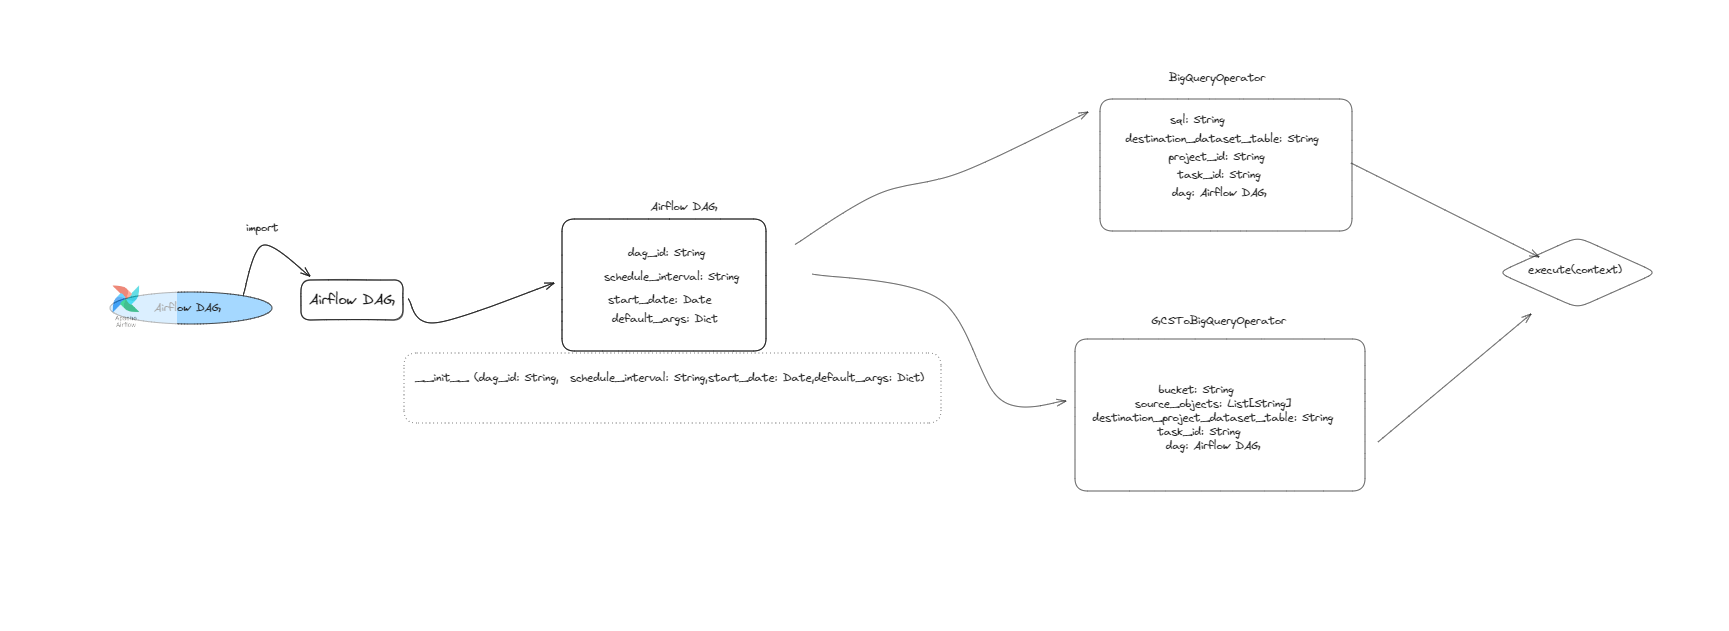 import
Apache
Airflow
Airflow DAG
Airflow DAG
Airflow DAG
dag_id: String
schedule_interval: String
start_date: Date
default_args: Dict
__init__ (dag_id: String, schedule_interval: String,start_date: Date,default_args: Dict)
BigQueryOperator
sql: String
destination_dataset_table: String
project_id: String
task_id: String
dag: Airflow DAG
GCSToBigQueryOperator
bucket: String
source_objects: List[String]
destination_project_dataset_table: String
task_id: String
dag: Airflow DAG
execute(context)